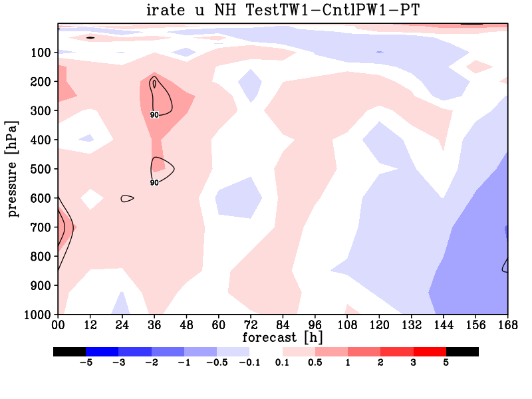 irate u NH TestTW1-CntlPW1-PT
pressure [hPa]
100
200
300
400
500
600
700
800
900
1000
90
90
00 12 24 36 48 60 72 84 96 108 120 132 144 156 168
forecast [h]
-5 -3 -2 -1 -0.5 -0.1 0.1 0.5 1 2 3 5